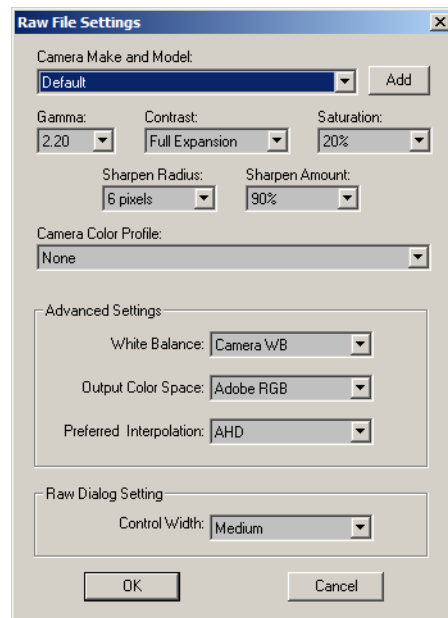 Raw File Settings
Camera Make and Model:
Default
Add
Gamma: Contrast: Saturation:
2.20 Full Expansion 20%
Sharpen Radius: Sharpen Amount:
6 pixels 90%
Camera Color Profile:
None
Advanced Settings
White Balance: Camera WB
Output Color Space: Adobe RGB
Preferred Interpolation: AHD
Raw Dialog Setting
Control Width: Medium
OK Cancel